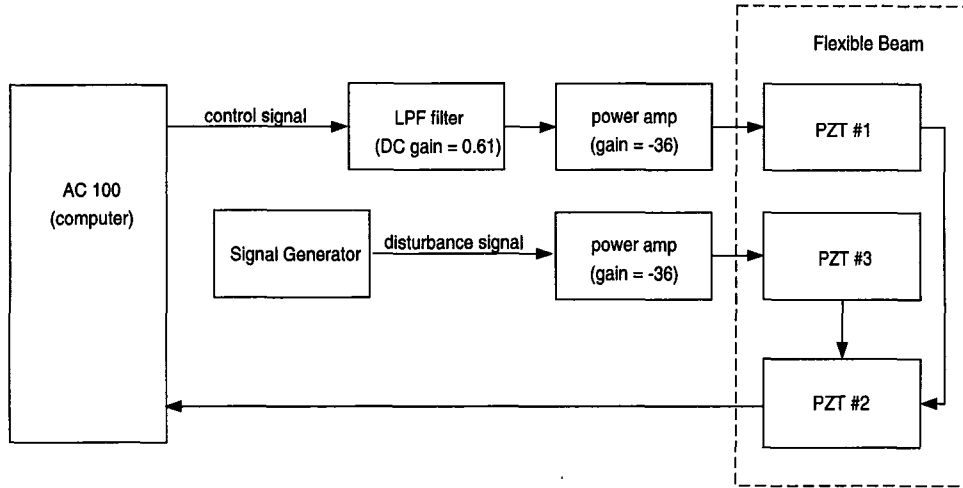 Flexible Beam
control signal
LPF filter
(DC gain = 0.61)
power amp
(gain = -36)
PZT #1
AC 100
(computer)
Signal Generator
disturbance signal
power amp
(gain = -36)
PZT #3
PZT #2